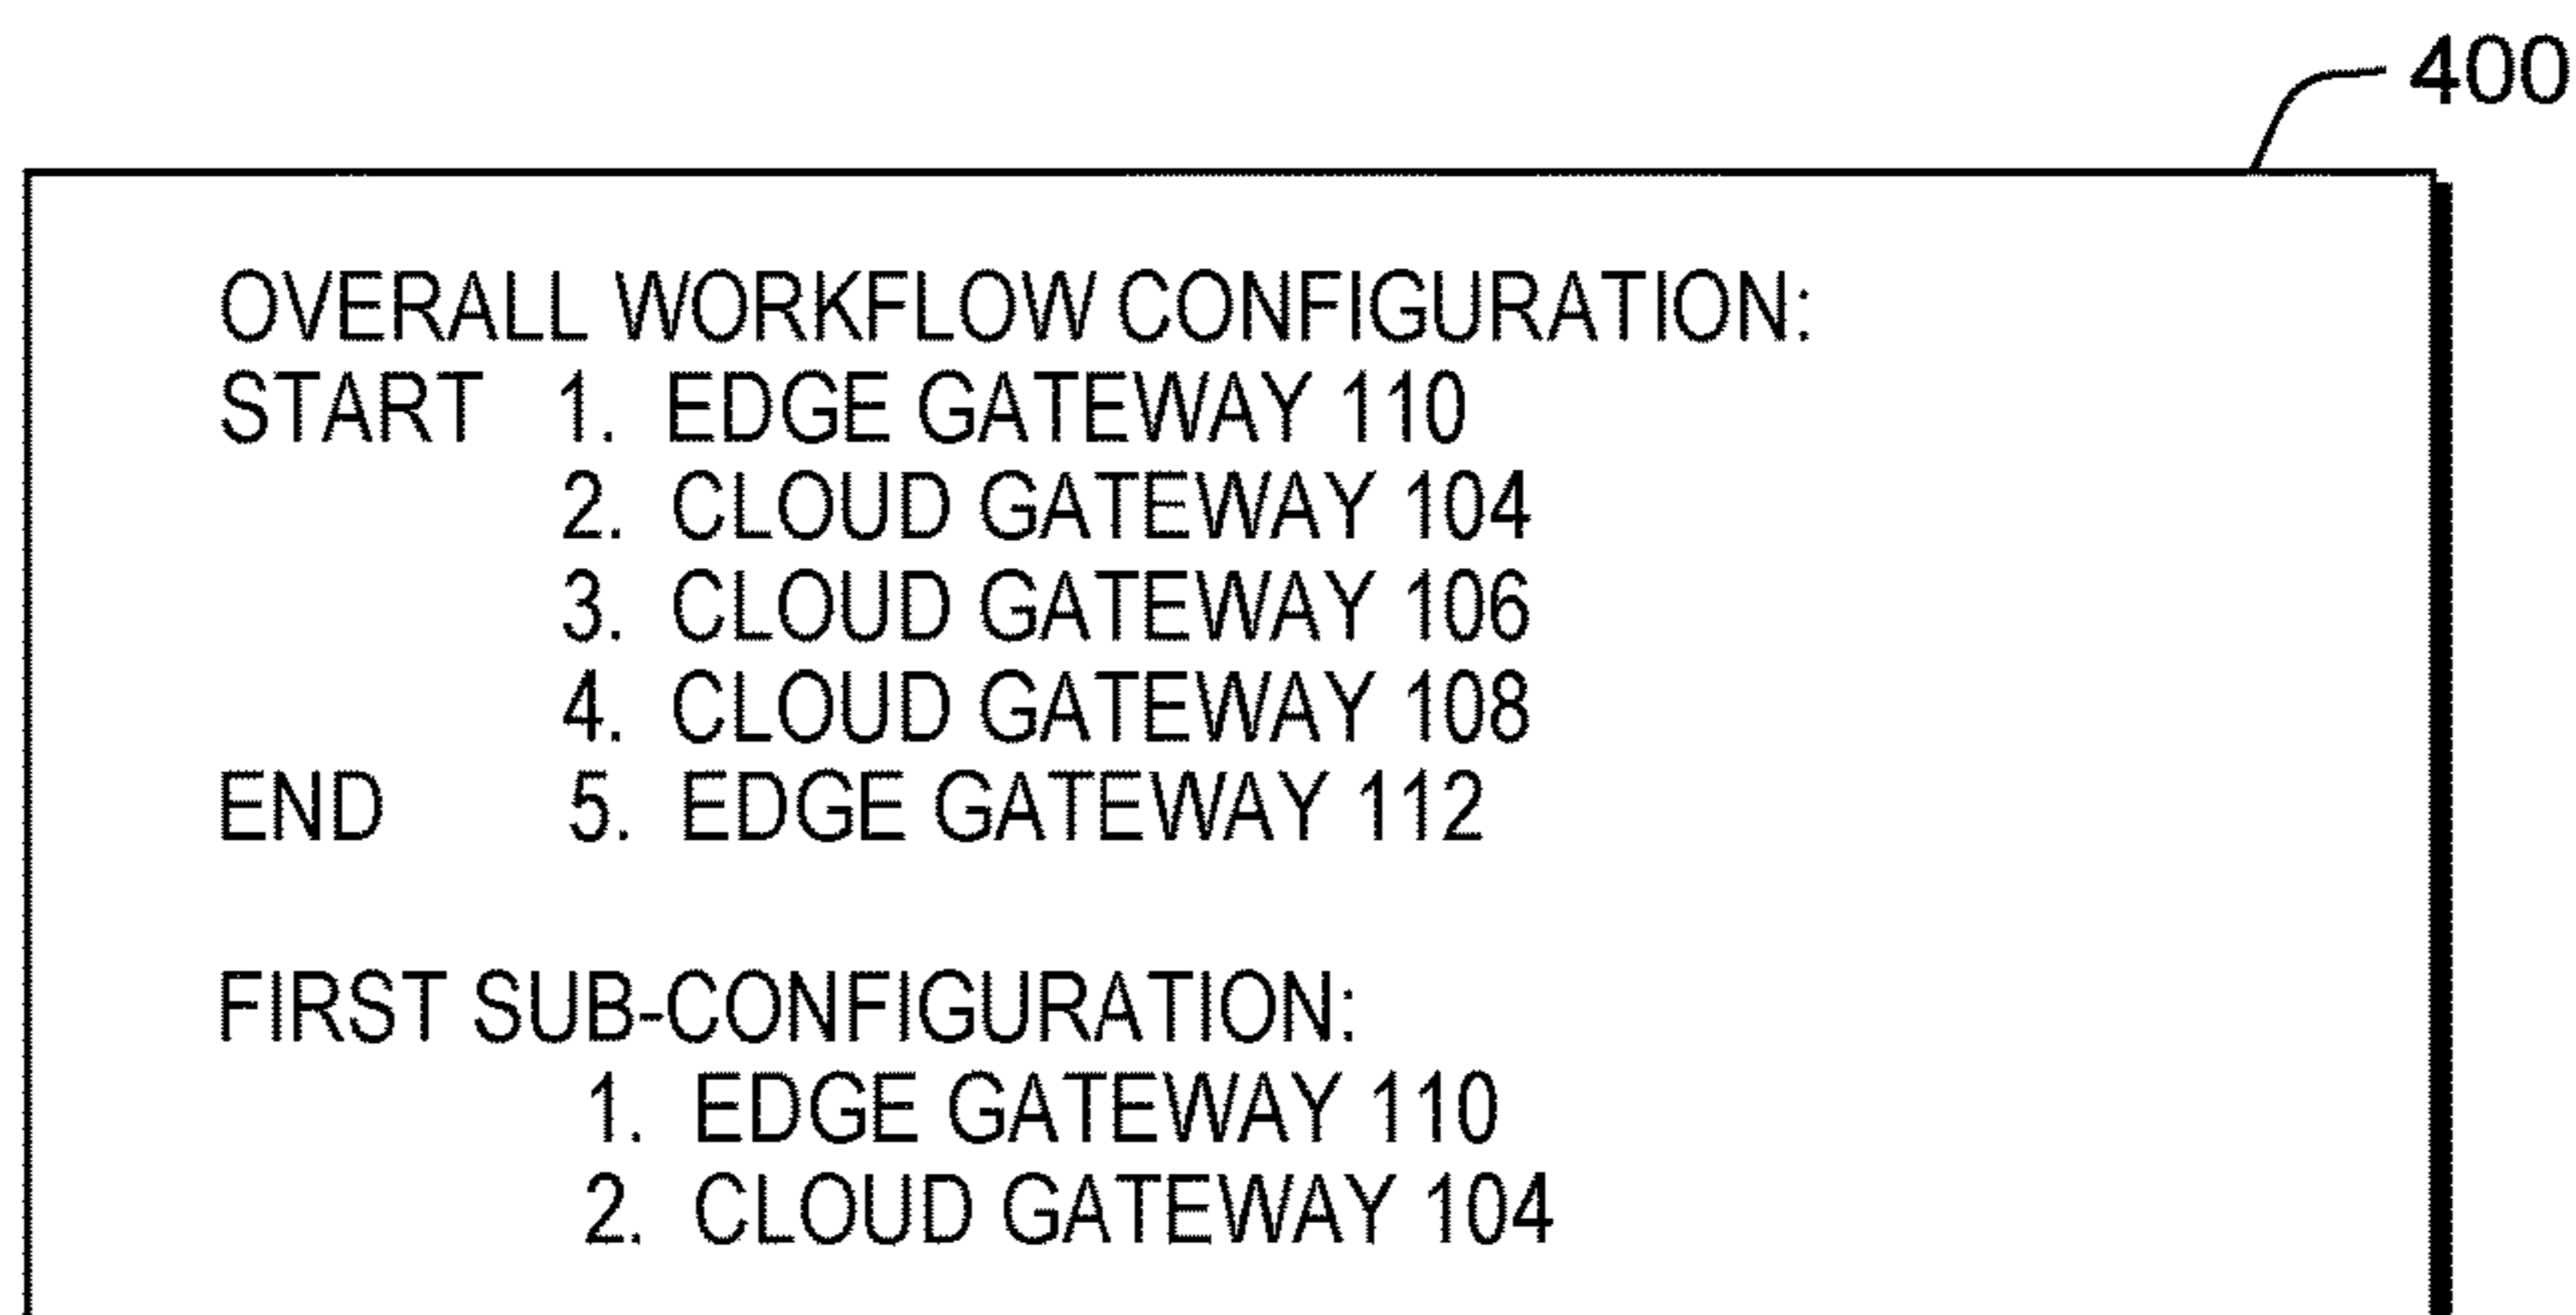 400
OVERALL WORKFLOW CONFIGURATION:
START 1. EDGE GATEWAY 110
2. CLOUD GATEWAY 104
3. CLOUD GATEWAY 106
4. CLOUD GATEWAY 108
END 5. EDGE GATEWAY 112
FIRST SUB-CONFIGURATION:
1. EDGE GATEWAY 110
2. CLOUD GATEWAY 104